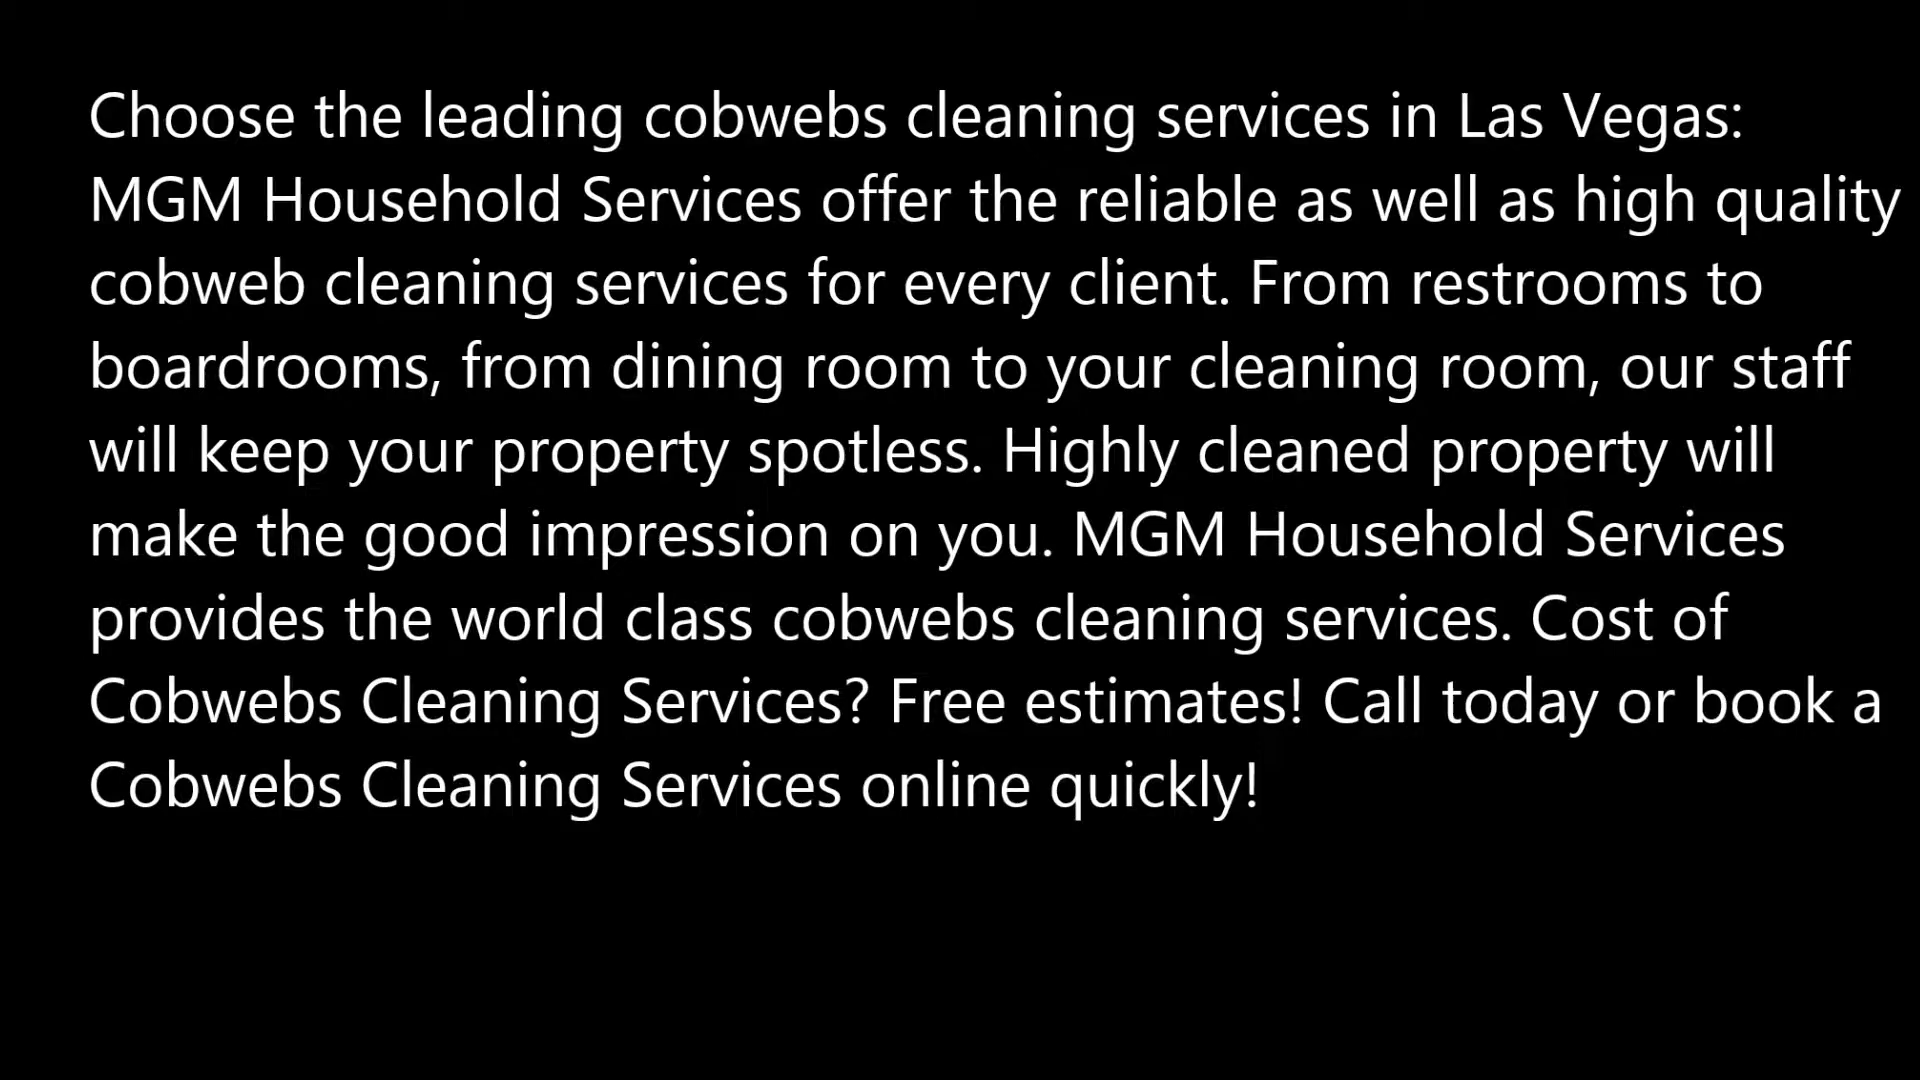 Choose the leading cobwebs cleaning services in Las Vegas:
MGM Household Services offer the reliable as well as high quality
cobweb cleaning services for every client. From restrooms to
boardrooms, from dining room to your cleaning room, our staff
will keep your property spotless. Highly cleaned property will
make the good impression on you. MGM Household Services
provides the world class cobwebs cleaning services. Cost of
Cobwebs Cleaning Services? Free estimates! Call today or book a
Cobwebs Cleaning Services online quickly!